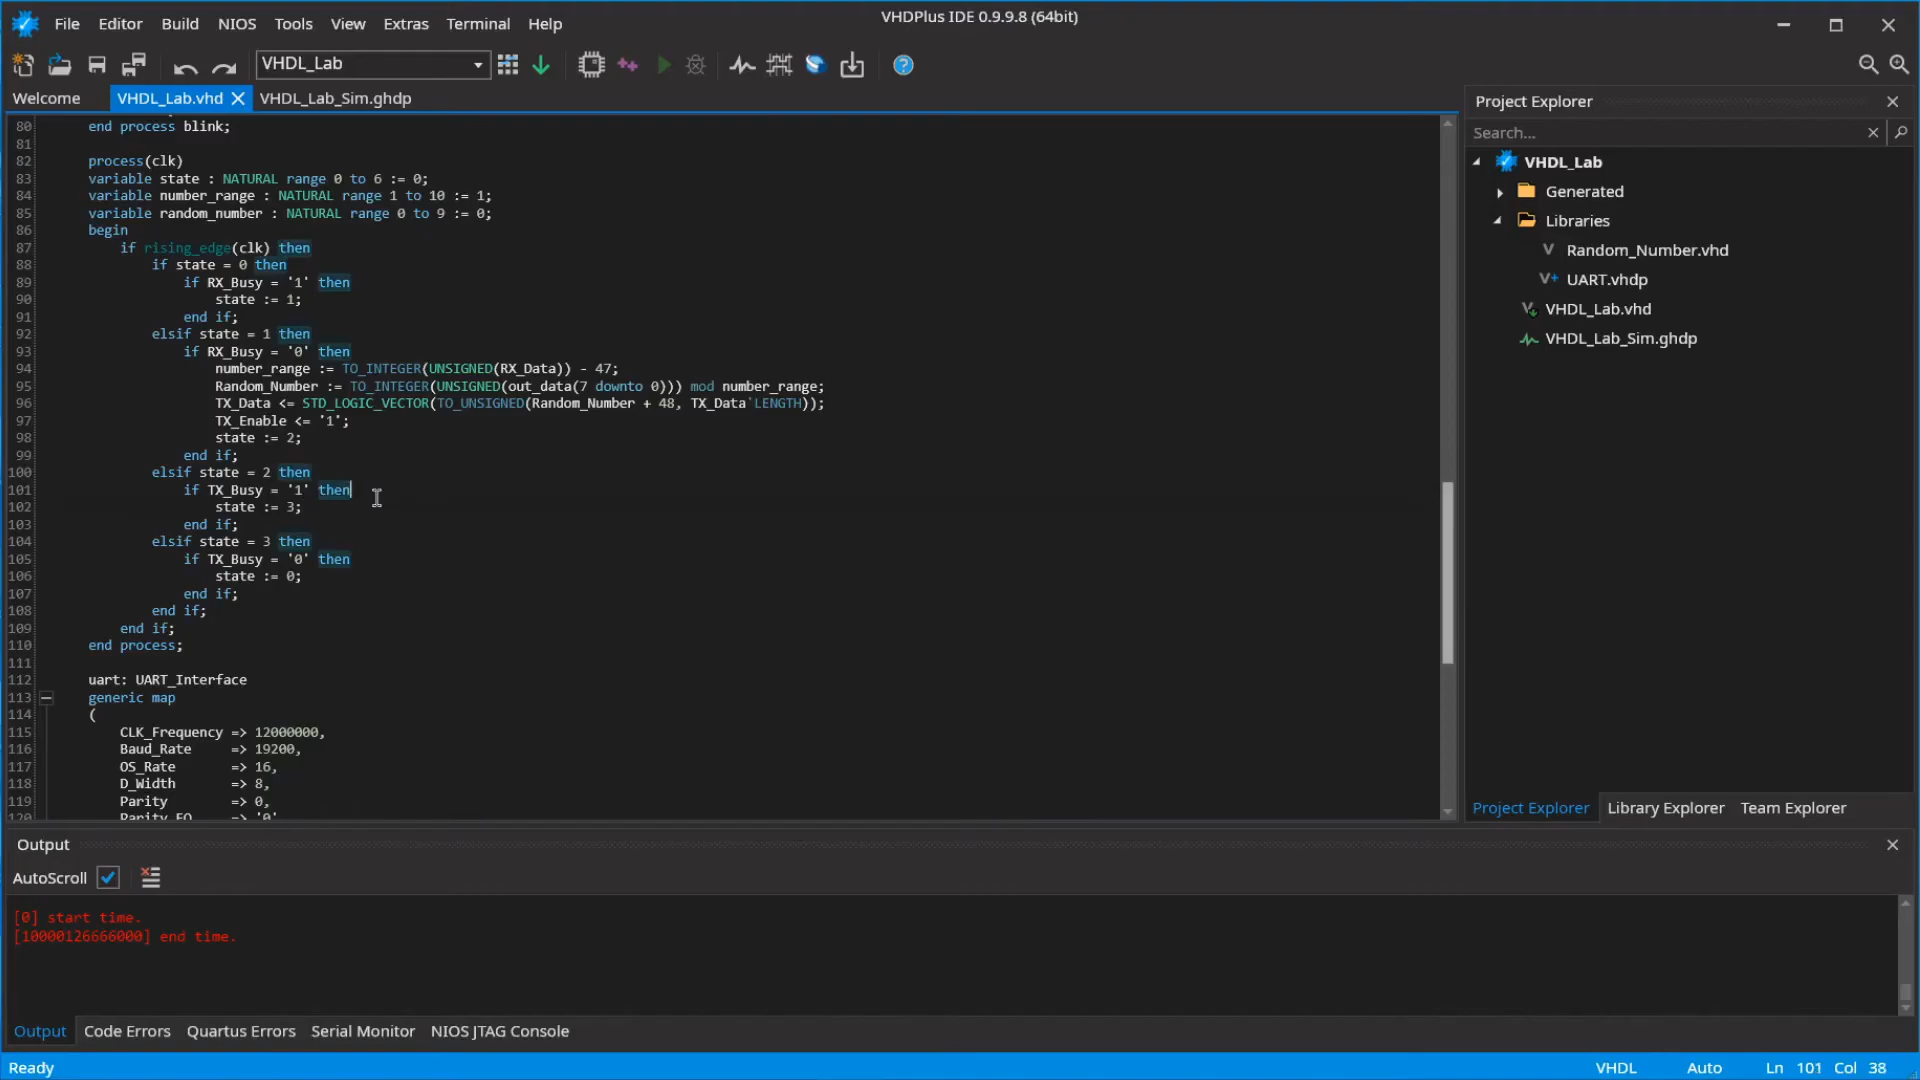 VHDPlus IDE 0.9.9.8 (64bit)
File Editor Build NIOS Tools View Extras Terminal Help
VHDL_Lab
Welcome VHDL_Lab.vhd VHDL_Lab_Sim.ghdp
80 end process blink;
81
82 process(clk)
83 variable state : NATURAL range 0 to 6 := 0;
84 variable number_range : NATURAL range 1 to 10 := 1;
85 variable random_number : NATURAL range 0 to 9 := 0;
86 begin
87 if rising_edge(clk) then
88 if state = 0 then
89 if RX_Busy = '1' then
90 state := 1;
91 end if;
92 elsif state = 1 then
93 if RX_Busy = '0' then
94 number_range := TO_INTEGER(UNSIGNED(RX_Data)) - 47;
95 Random_Number := TO_INTEGER(UNSIGNED(out_data(7 downto 0))) mod number_range;
96 TX_Data <= STD_LOGIC_VECTOR(TO_UNSIGNED(Random_Number + 48, TX_Data'LENGTH));
97 TX_Enable <= '1';
98 state := 2;
99 end if;
100 elsif state = 2 then
101 if TX_Busy = '1' then
102 state := 3;
103 end if;
104 elsif state = 3 then
105 if TX_Busy = '0' then
106 state := 0;
107 end if;
108 end if;
109 end if;
110 end process;
111
112 uart: UART_Interface
113 generic map
114 (
115 CLK_Frequency => 12000000,
116 Baud_Rate => 19200,
117 OS_Rate => 16,
118 D_Width => 8,
119 Parity => 0,
120 Parity_EO => '0'
Project Explorer
Search...
VHDL_Lab
Generated
Libraries
Random_Number.vhd
UART.vhdp
VHDL_Lab.vhd
VHDL_Lab_Sim.ghdp
Project Explorer Library Explorer Team Explorer
Output
AutoScroll
[0] start time.
[10000126666000] end time.
Output Code Errors Quartus Errors Serial Monitor NIOS JTAG Console
Ready VHDL Auto Ln 101 Col 38